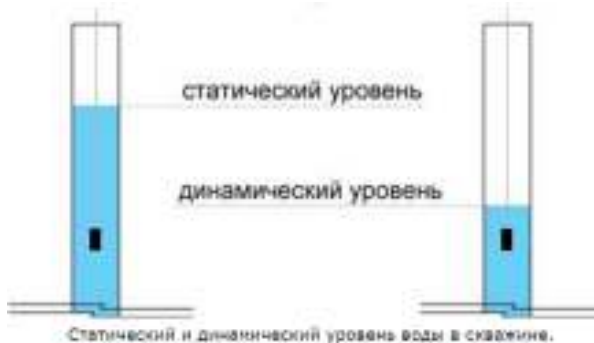 статический уровень
динамический уровень
Статический и динамический уровень воды в скважине.